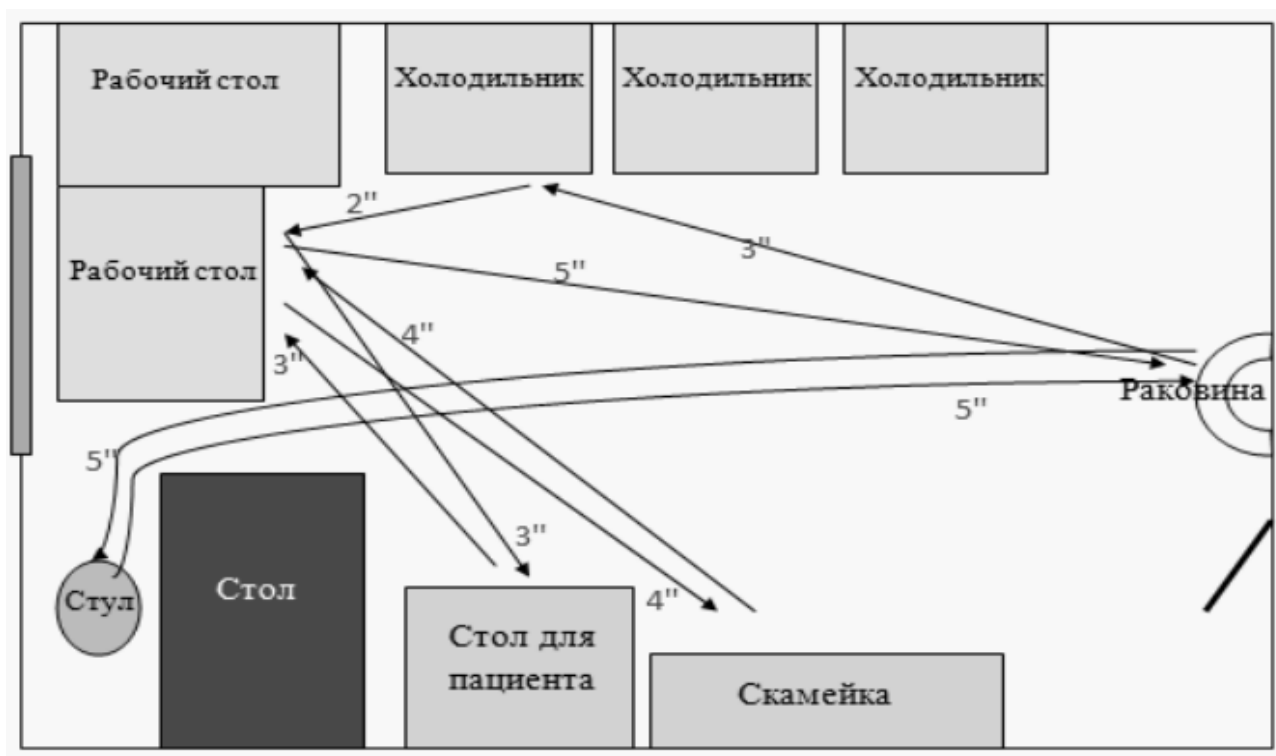 Рабочий стол
Холодильник
Холодильник
Холодильник
2"
3"
Рабочий стол
5"
4"
3"
Раковина
5"
5"
3"
Стол
Стул
4"
Стол для
пациента
Скамейка